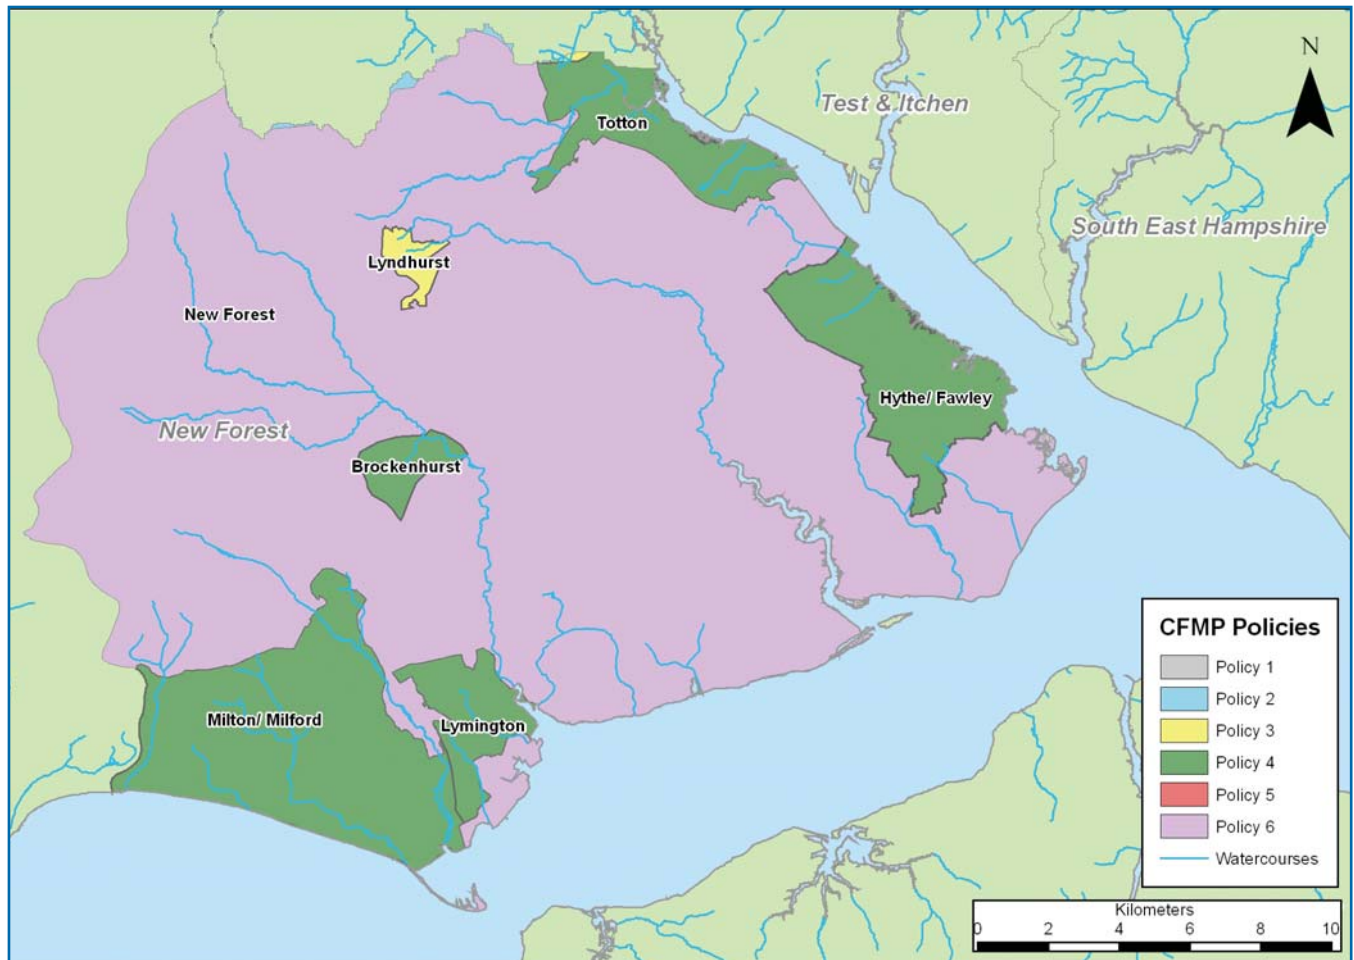 N
Test & Itchen
Totton
South East Hampshire
Lyndhurst
New Forest
Hythe/ Fawley
New Forest
Brockenhurst
Milton/ Milford
Lymington
CFMP Policies
Policy 1
Policy 2
Policy 3
Policy 4
Policy 5
Policy 6
Watercourses
Kilometers
0 2 4 6 8 10